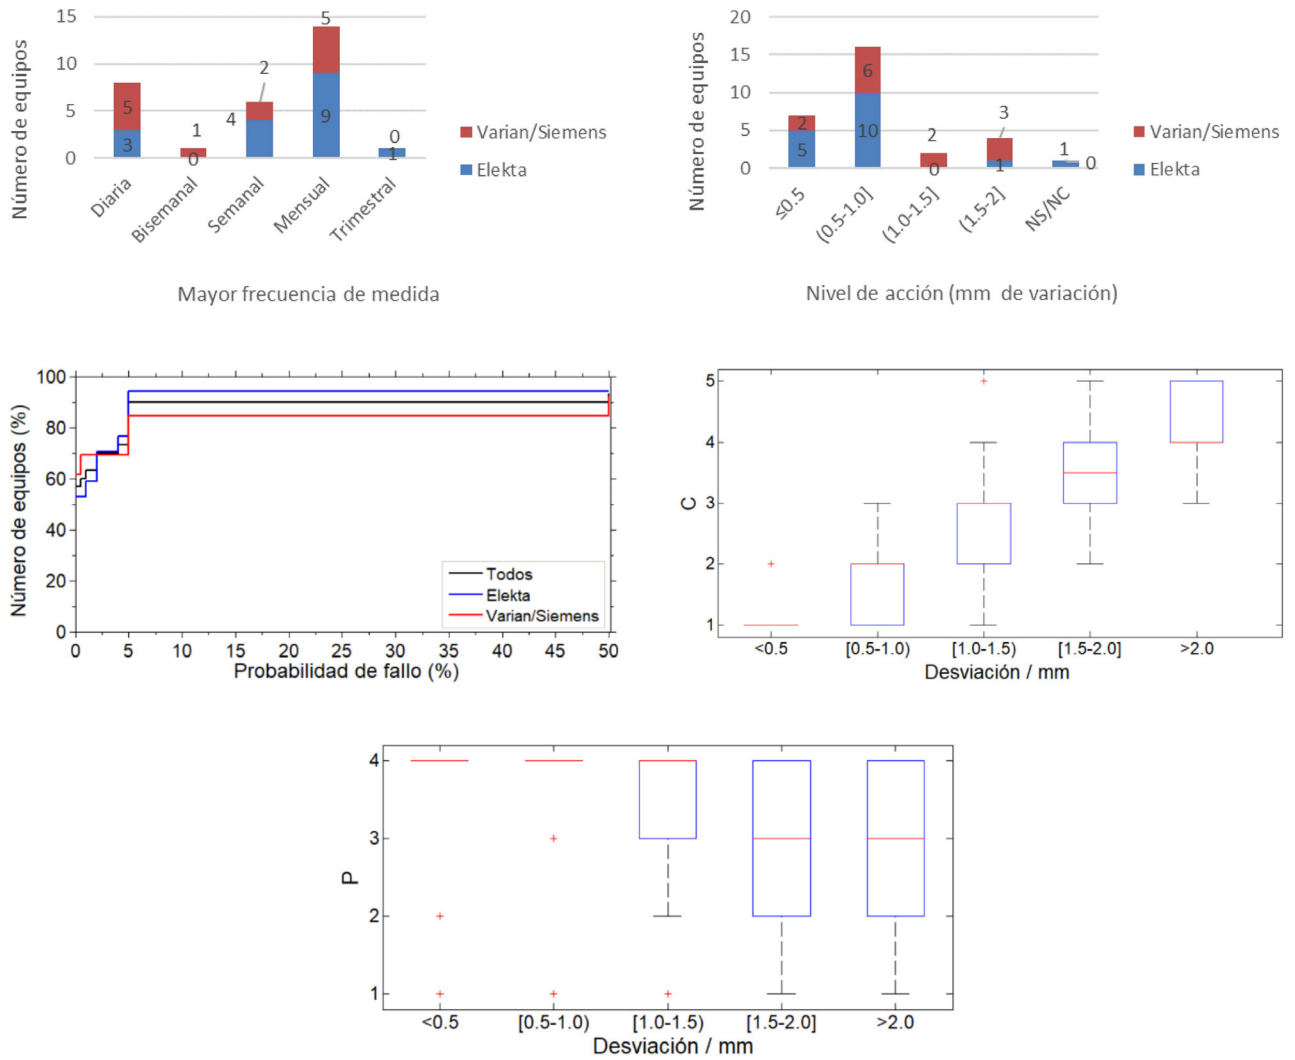 Número de equipos
15
10
5
0
5
3
1
0
2
4
5
9
0
1
Diaria
Bisemanal
Semanal
Mensual
Trimestral
Varian/Siemens
Elekta
Mayor frecuencia de medida
Número de equipos
20
15
10
5
0
2
5
6
10
2
0
3
1
1
0
≤0.5
(0.5-1.0]
(1.0-1.5]
(1.5-2]
NS/NC
Varian/Siemens
Elekta
Nivel de acción (mm de variación)
Número de equipos (%)
100
80
60
40
20
0
Todos
Elekta
Varian/Siemens
0 5 10 15 20 25 30 35 40 45 50
Probabilidad de fallo (%)
C
5
4
3
2
1
<0.5 [0.5-1.0) [1.0-1.5) [1.5-2.0] >2.0
Desviación / mm
P
4
3
2
1
<0.5 [0.5-1.0) [1.0-1.5) [1.5-2.0] >2.0
Desviación / mm